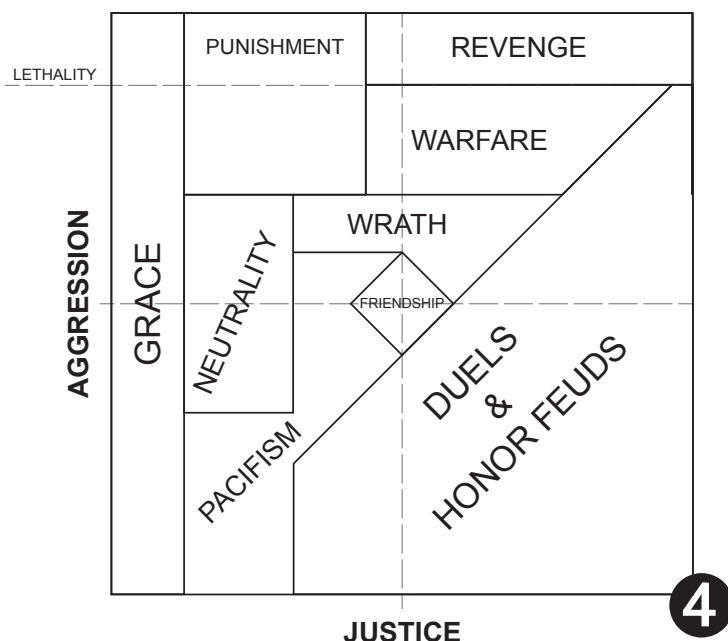 PUNISHMENT
REVENGE
LETHALITY
WARFARE
WRATH
AGGRESSION
GRACE
NEUTRALITY
FRIENDSHIP
DUELS
&
HONOR FEUDS
PACIFISM
4
JUSTICE